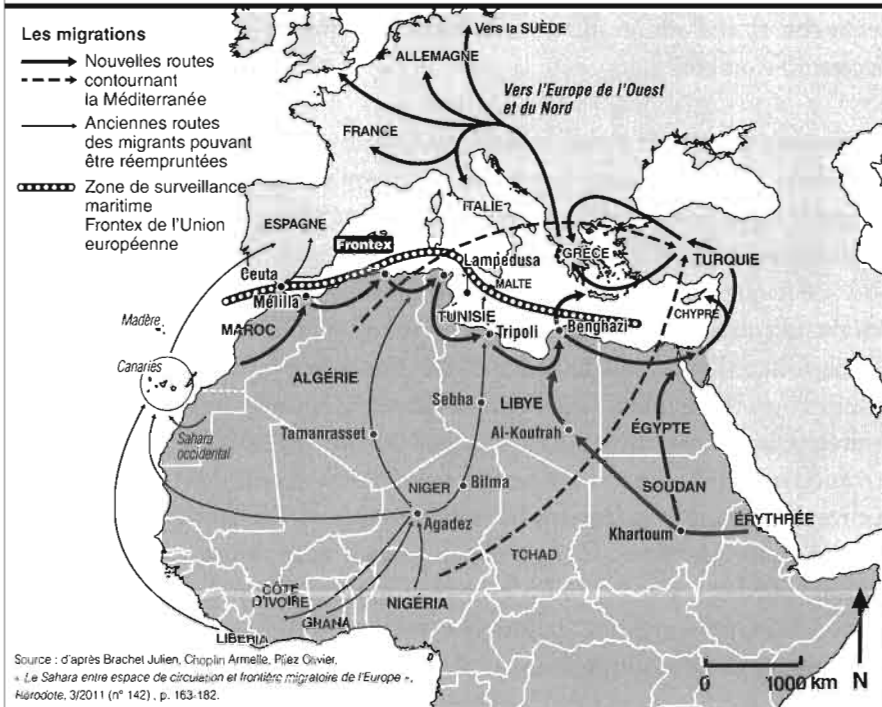 Les migrations
Nouvelles routes
contournant
la Méditerranée
Anciennes routes
des migrants pouvant
être réempruntées
Zone de surveillance
maritime
Frontex de l'Union
européenne
Vers la SUÈDE
ALLEMAGNE
Vers l'Europe de l'Ouest
et du Nord
FRANCE
ITALIE
ESPAGNE
Frontex
GRÈCE
TURQUIE
Lampedusa
Ceuta
MALTE
Mélilla
CHYPRE
Madère
MAROC
TUNISIE
Tripoli
Benghazi
Canaries
ALGÉRIE
Sebha
LIBYE
Al-Koufrah
ÉGYPTE
Sahara
occidental
Tamanrasset
NIGER
Bilma
SOUDAN
Agadez
Khartoum
ÉRYTHRÉE
TCHAD
CÔTE
D'IVOIRE
GHANA
NIGÉRIA
LIBERIA
Source : d'après Brachet Julien, Choplin Armelle, Pliez Olivier,
« Le Sahara entre espace de circulation et frontière migratoire de l'Europe »,
Hérodote, 3/2011 (n° 142), p. 163-182.
0 1000 km N